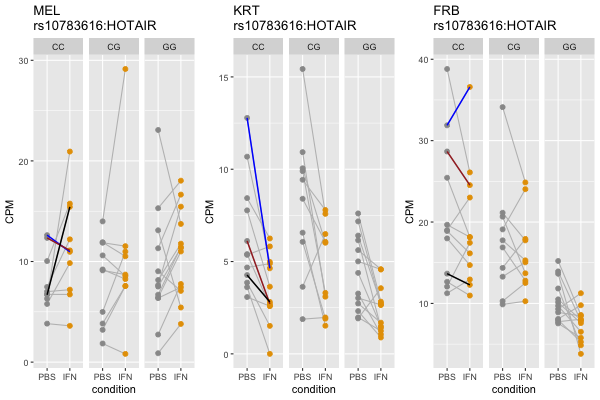 MEL
rs10783616:HOTAIR
CC CG GG
30
20
10
0
CPM
PBS IFN PBS IFN PBS IFN
condition
KRT
rs10783616:HOTAIR
CC CG GG
15
10
5
0
CPM
PBS IFN PBS IFN PBS IFN
condition
FRB
rs10783616:HOTAIR
CC CG GG
40
30
20
10
CPM
PBS IFN PBS IFN PBS IFN
condition